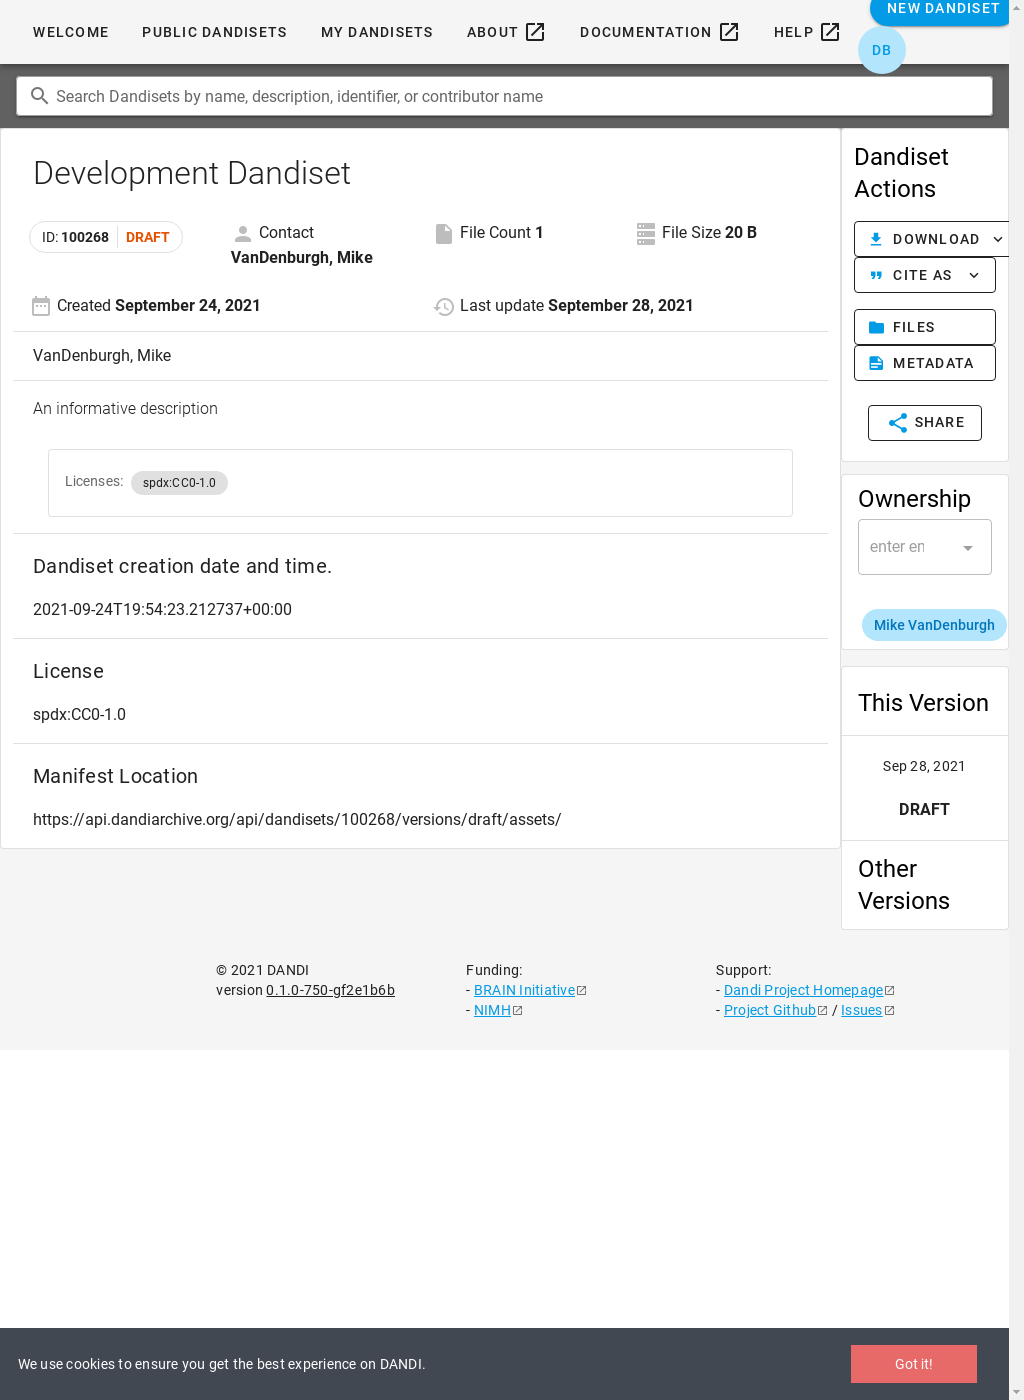 WELCOME PUBLIC DANDISETS MY DANDISETS ABOUT DOCUMENTATION HELP NEW DANDISET
DB
Search Dandisets by name, description, identifier, or contributor name
Development Dandiset
ID: 100268 DRAFT
Contact
VanDenburgh, Mike
File Count 1
File Size 20 B
Created September 24, 2021
Last update September 28, 2021
VanDenburgh, Mike
An informative description
Licenses: spdx:CC0-1.0
Dandiset creation date and time.
2021-09-24T19:54:23.212737+00:00
License
spdx:CC0-1.0
Manifest Location
https://api.dandiarchive.org/api/dandisets/100268/versions/draft/assets/
Dandiset
Actions
DOWNLOAD
CITE AS
FILES
METADATA
SHARE
Ownership
enter en
Mike VanDenburgh
This Version
Sep 28, 2021
DRAFT
Other
Versions
© 2021 DANDI
version 0.1.0-750-gf2e1b6b
Funding:
- BRAIN Initiative
- NIMH
Support:
- Dandi Project Homepage
- Project Github / Issues
We use cookies to ensure you get the best experience on DANDI.
Got it!